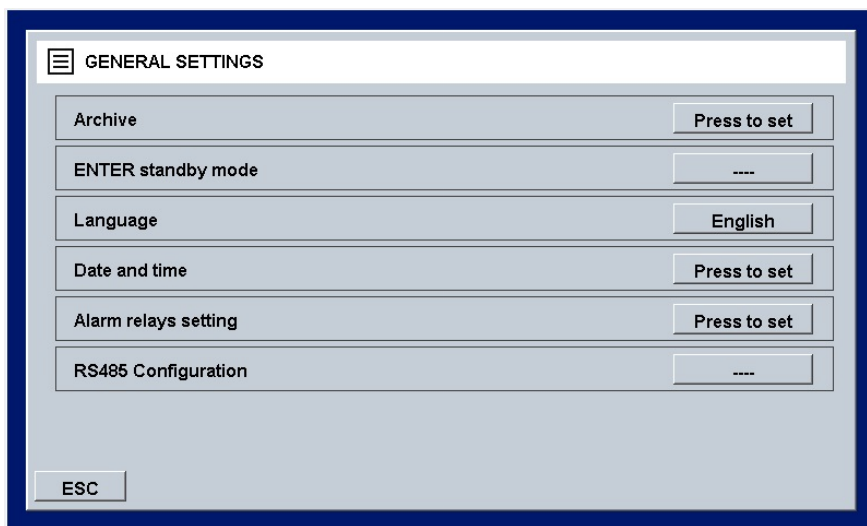 GENERAL SETTINGS
Archive Press to set
ENTER standby mode ----
Language English
Date and time Press to set
Alarm relays setting Press to set
RS485 Configuration ----
ESC